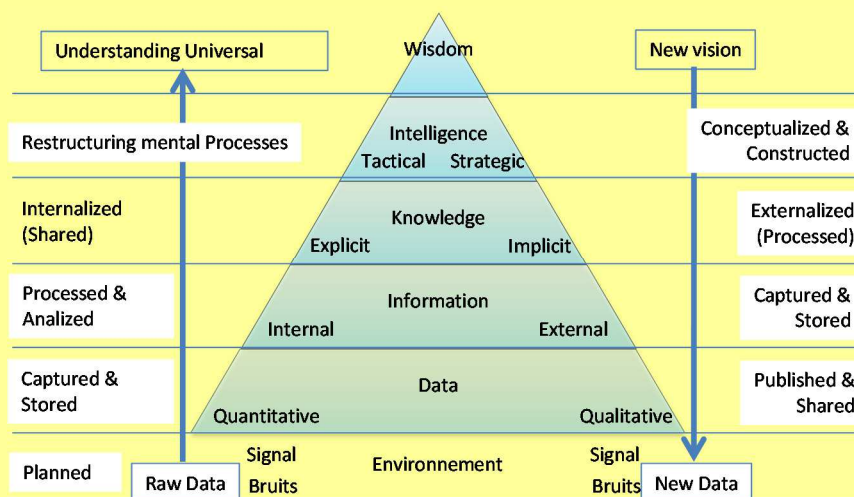 Understanding Universal
Wisdom
New vision
Restructuring mental Processes
Intelligence
Tactical Strategic
Conceptualized &
Constructed
Internalized
(Shared)
Knowledge
Explicit Implicit
Externalized
(Processed)
Processed &
Analized
Information
Internal External
Captured &
Stored
Captured &
Stored
Data
Quantitative Qualitative
Published &
Shared
Planned
Raw Data
Signal
Bruits
Environnement
Signal
Bruits
New Data